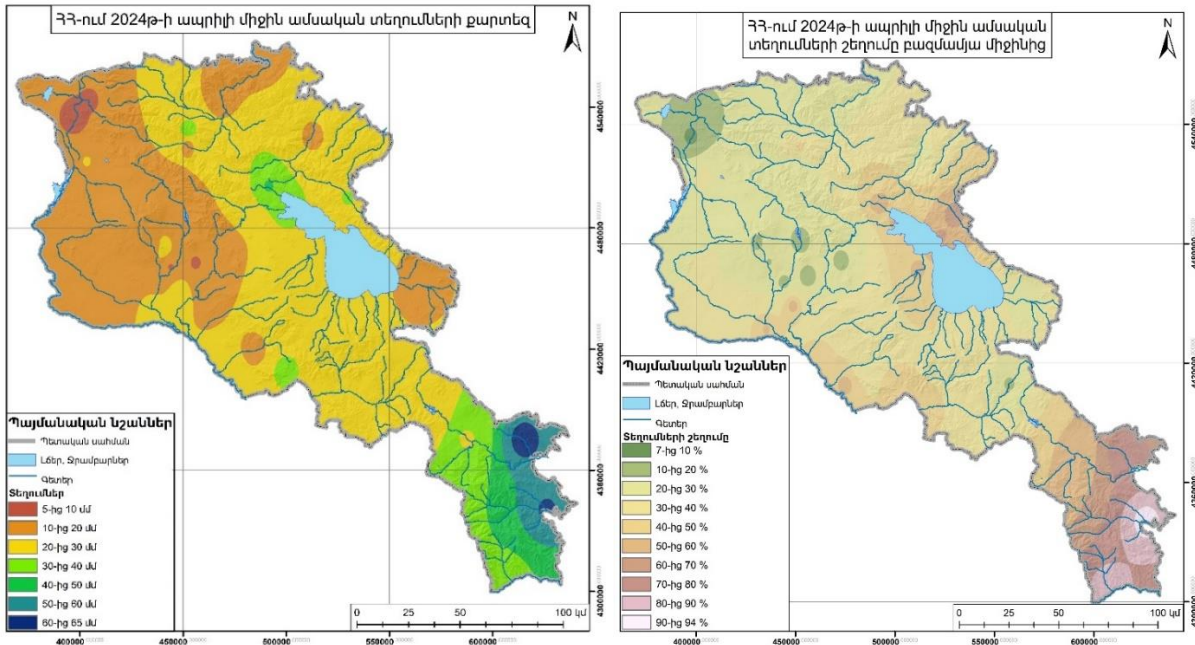 ՀՀ-ում 2024թ-ի ապրիլի միջին ամսական տեղումների քարտեզ
N
4540000
4480000
4420000
4360000
4300000
Պայմանական նշաններ
Պետական սահման
Լճեր, Ջրամբարներ
Գետեր
Տեղումներ
5-ից 10 մմ
10-ից 20 մմ
20-ից 30 մմ
30-ից 40 մմ
40-ից 50 մմ
50-ից 60 մմ
60-ից 65 մմ
0 25 50 100 կմ
400000 450000 500000 550000 600000
ՀՀ-ում 2024թ-ի ապրիլի միջին ամսական
տեղումների շեղումը բազմամյա միջինից
N
4540000
4480000
4420000
4360000
4300000
Պայմանական նշաններ
Պետական սահման
Լճեր, Ջրամբարներ
Գետեր
Տեղումների շեղումը
7-ից 10 %
10-ից 20 %
20-ից 30 %
30-ից 40 %
40-ից 50 %
50-ից 60 %
60-ից 70 %
70-ից 80 %
80-ից 90 %
90-ից 94 %
0 25 50 100 կմ
400000 450000 500000 550000 600000